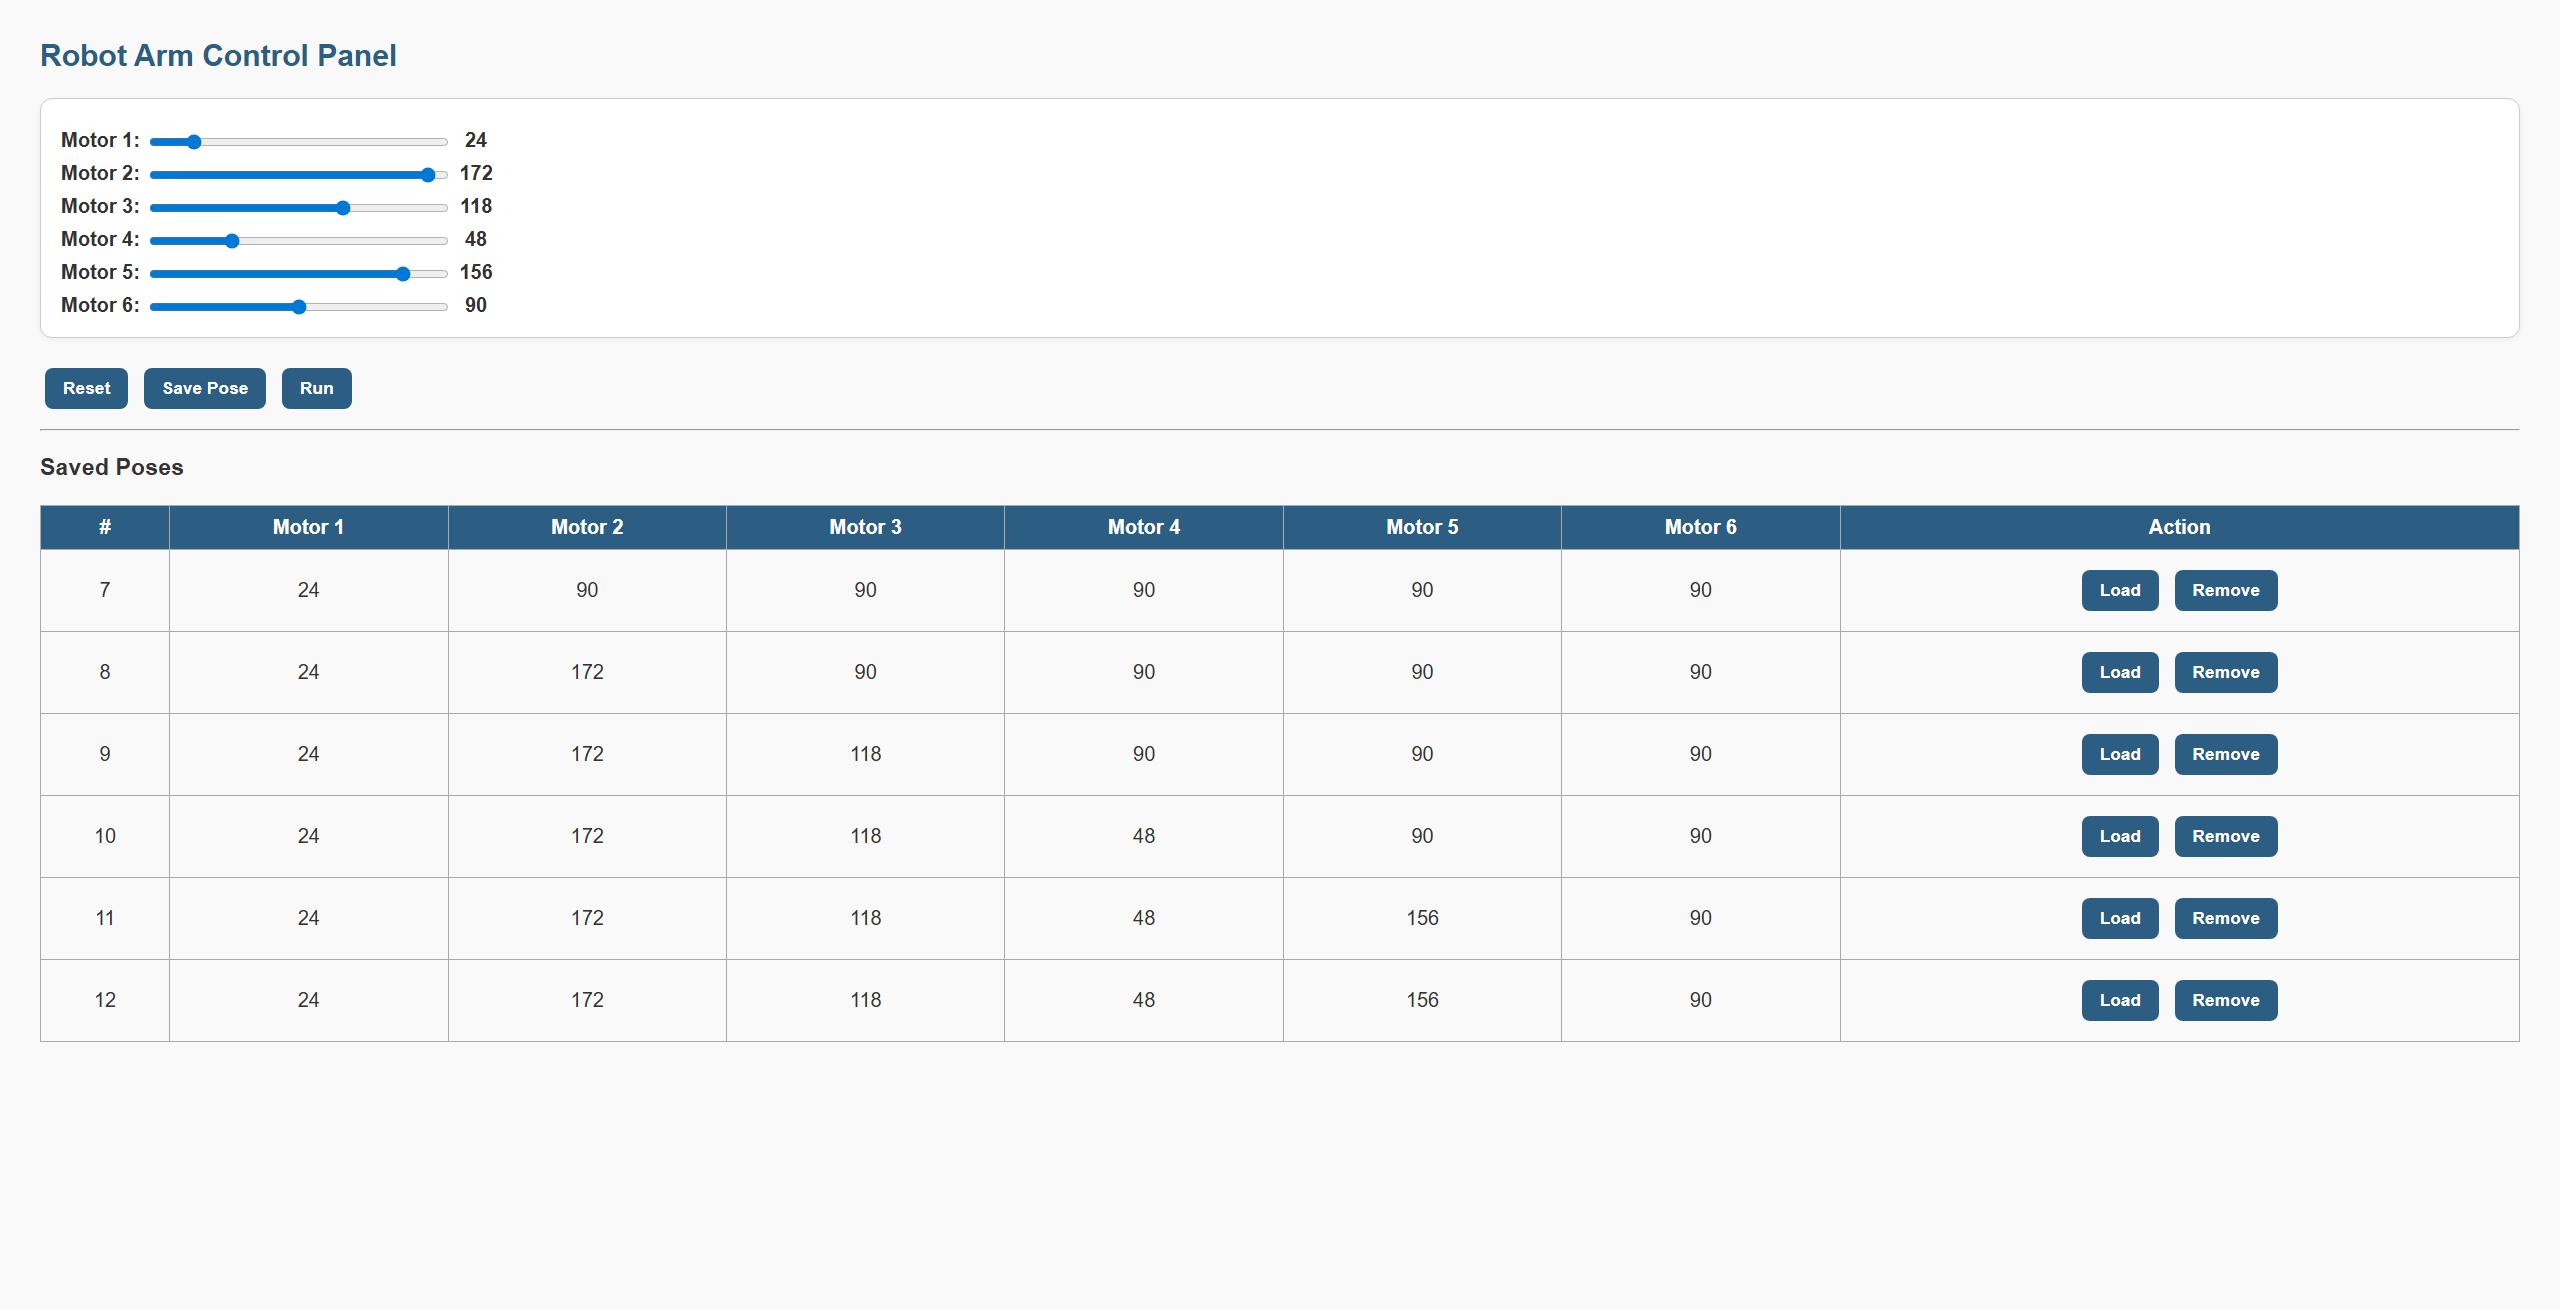 Robot Arm Control Panel
Motor 1: 24
Motor 2: 172
Motor 3: 118
Motor 4: 48
Motor 5: 156
Motor 6: 90
Reset Save Pose Run
Saved Poses
# Motor 1 Motor 2 Motor 3 Motor 4 Motor 5 Motor 6 Action
7 24 90 90 90 90 90 Load Remove
8 24 172 90 90 90 90 Load Remove
9 24 172 118 90 90 90 Load Remove
10 24 172 118 48 90 90 Load Remove
11 24 172 118 48 156 90 Load Remove
12 24 172 118 48 156 90 Load Remove